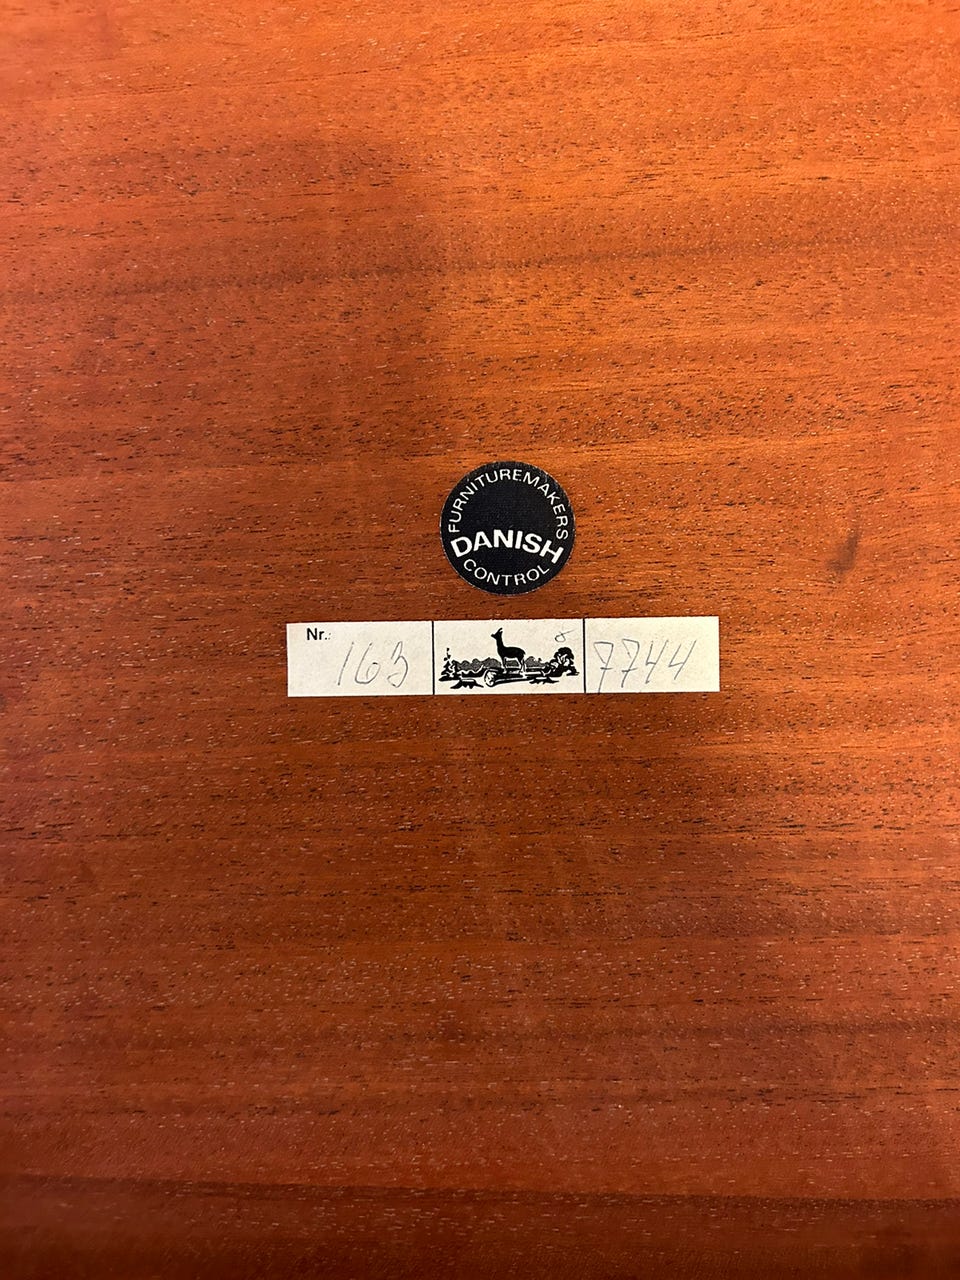 FURNITUREMAKERS
DANISH
CONTROL
Nr.: 163 7744